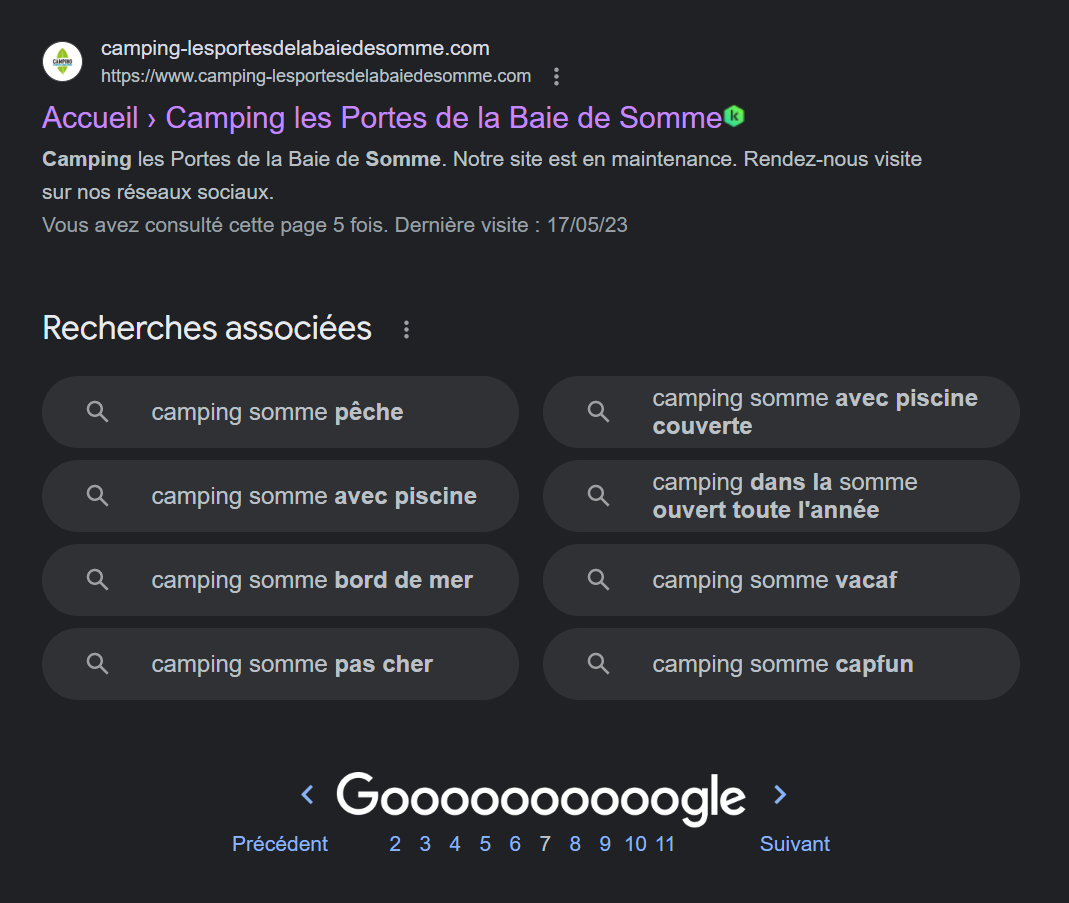 CAMPING
camping-lesportesdelabaiedesomme.com
https://www.camping-lesportesdelabaiedesomme.com
Accueil › Camping les Portes de la Baie de Somme
k
Camping les Portes de la Baie de Somme. Notre site est en maintenance. Rendez-nous visite
sur nos réseaux sociaux.
Vous avez consulté cette page 5 fois. Dernière visite : 17/05/23
Recherches associées
camping somme pêche
camping somme avec piscine
couverte
camping somme avec piscine
camping dans la somme
ouvert toute l'année
camping somme bord de mer
camping somme vacaf
camping somme pas cher
camping somme capfun
Goooooooooogle
Précédent 2 3 4 5 6 7 8 9 10 11 Suivant